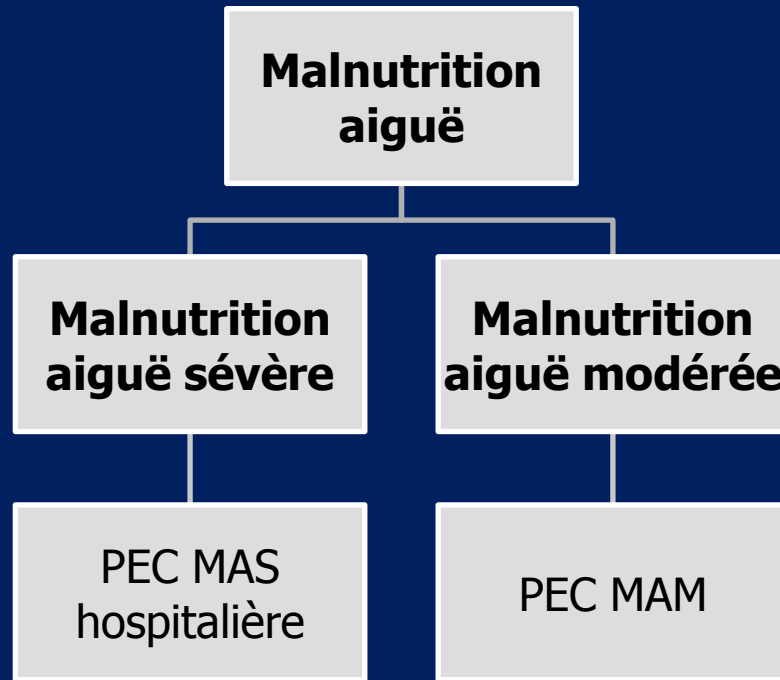 Malnutrition
aiguë
Malnutrition
aiguë sévère
Malnutrition
aiguë modérée
PEC MAS
hospitalière
PEC MAM